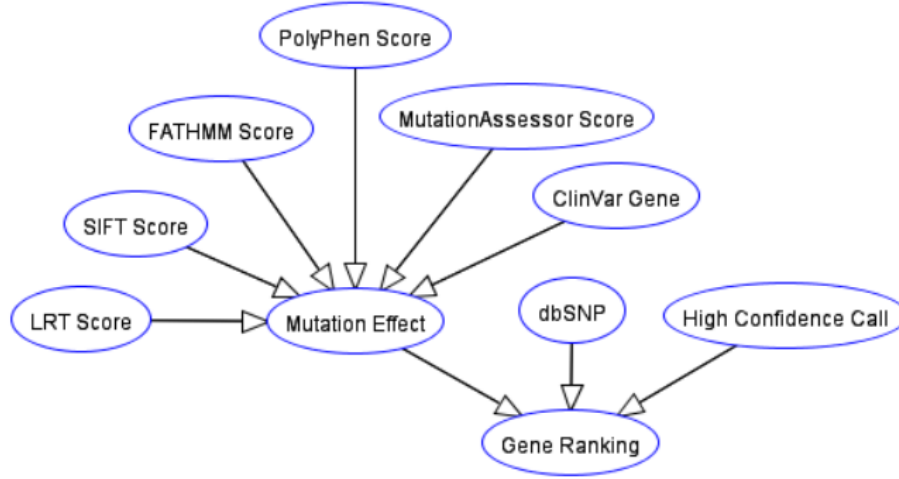 PolyPhen Score
FATHMM Score
MutationAssessor Score
SIFT Score
ClinVar Gene
LRT Score
Mutation Effect
dbSNP
High Confidence Call
Gene Ranking